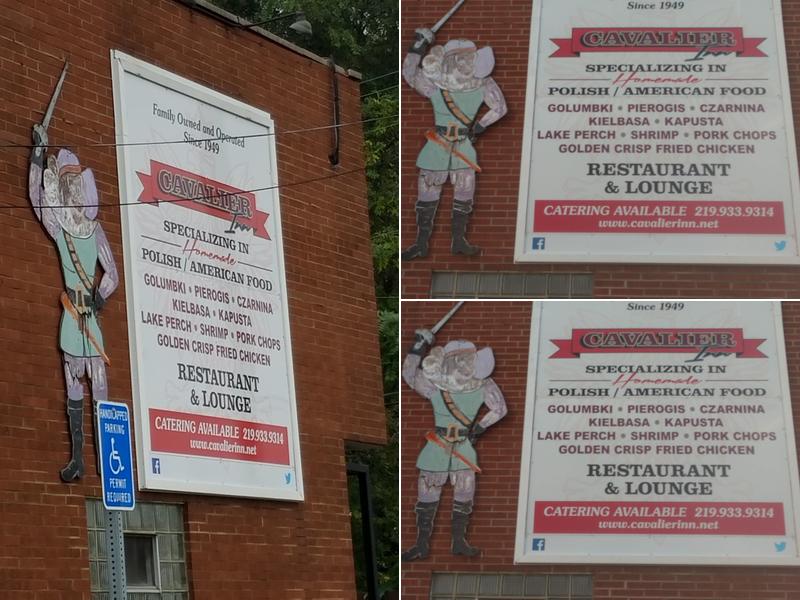 Family Owned and Operated
Since 1949
CAVALIER
Inn
SPECIALIZING IN
Homemade
POLISH / AMERICAN FOOD
GOLUMBKI • PIEROGIS • CZARNINA
KIELBASA • KAPUSTA
LAKE PERCH • SHRIMP • PORK CHOPS
GOLDEN CRISP FRIED CHICKEN
RESTAURANT
& LOUNGE
CATERING AVAILABLE 219.933.9314
www.cavalierinn.net
f
HANDICAPPED
PARKING
PERMIT
REQUIRED
Since 1949
CAVALIER
Inn
SPECIALIZING IN
Homemade
POLISH / AMERICAN FOOD
GOLUMBKI • PIEROGIS • CZARNINA
KIELBASA • KAPUSTA
LAKE PERCH • SHRIMP • PORK CHOPS
GOLDEN CRISP FRIED CHICKEN
RESTAURANT
& LOUNGE
CATERING AVAILABLE 219.933.9314
www.cavalierinn.net
f
Since 1949
CAVALIER
Inn
SPECIALIZING IN
Homemade
POLISH / AMERICAN FOOD
GOLUMBKI • PIEROGIS • CZARNINA
KIELBASA • KAPUSTA
LAKE PERCH • SHRIMP • PORK CHOPS
GOLDEN CRISP FRIED CHICKEN
RESTAURANT
& LOUNGE
CATERING AVAILABLE 219.933.9314
www.cavalierinn.net
f